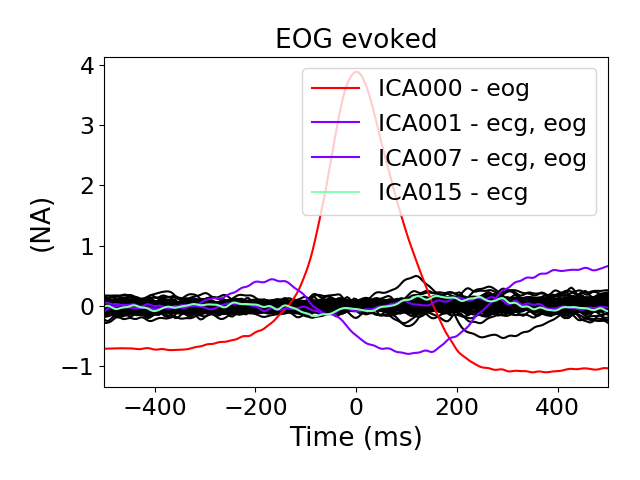 EOG evoked
4
3
2
1
0
−1
(NA)
ICA000 - eog
ICA001 - ecg, eog
ICA007 - ecg, eog
ICA015 - ecg
−400 −200 0 200 400
Time (ms)